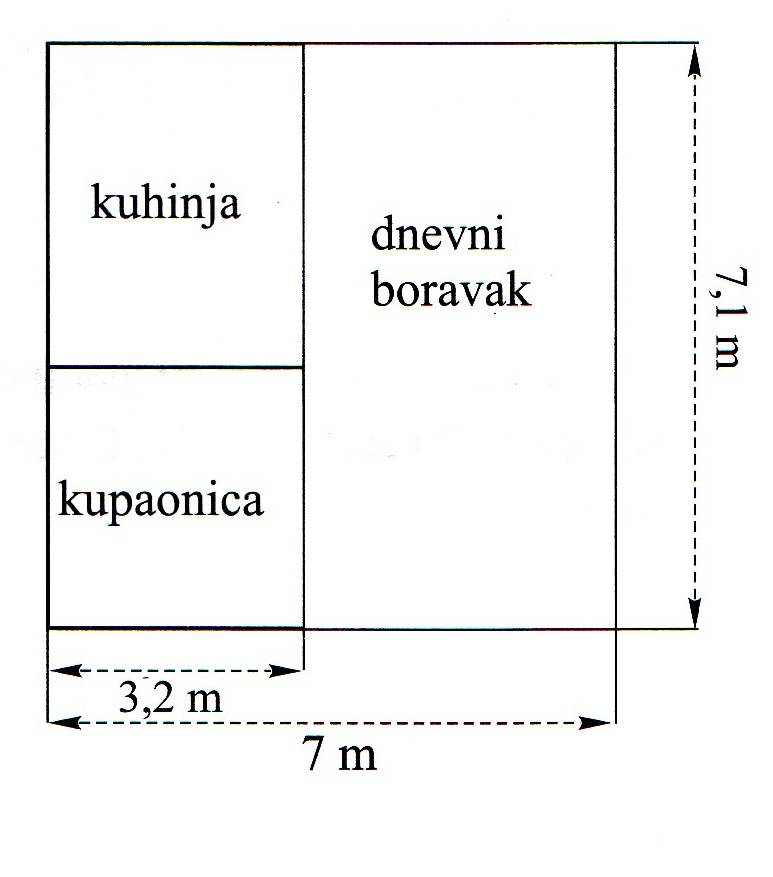 kuhinja
dnevni
boravak
7,1 m
kupaonica
3,2 m
7 m